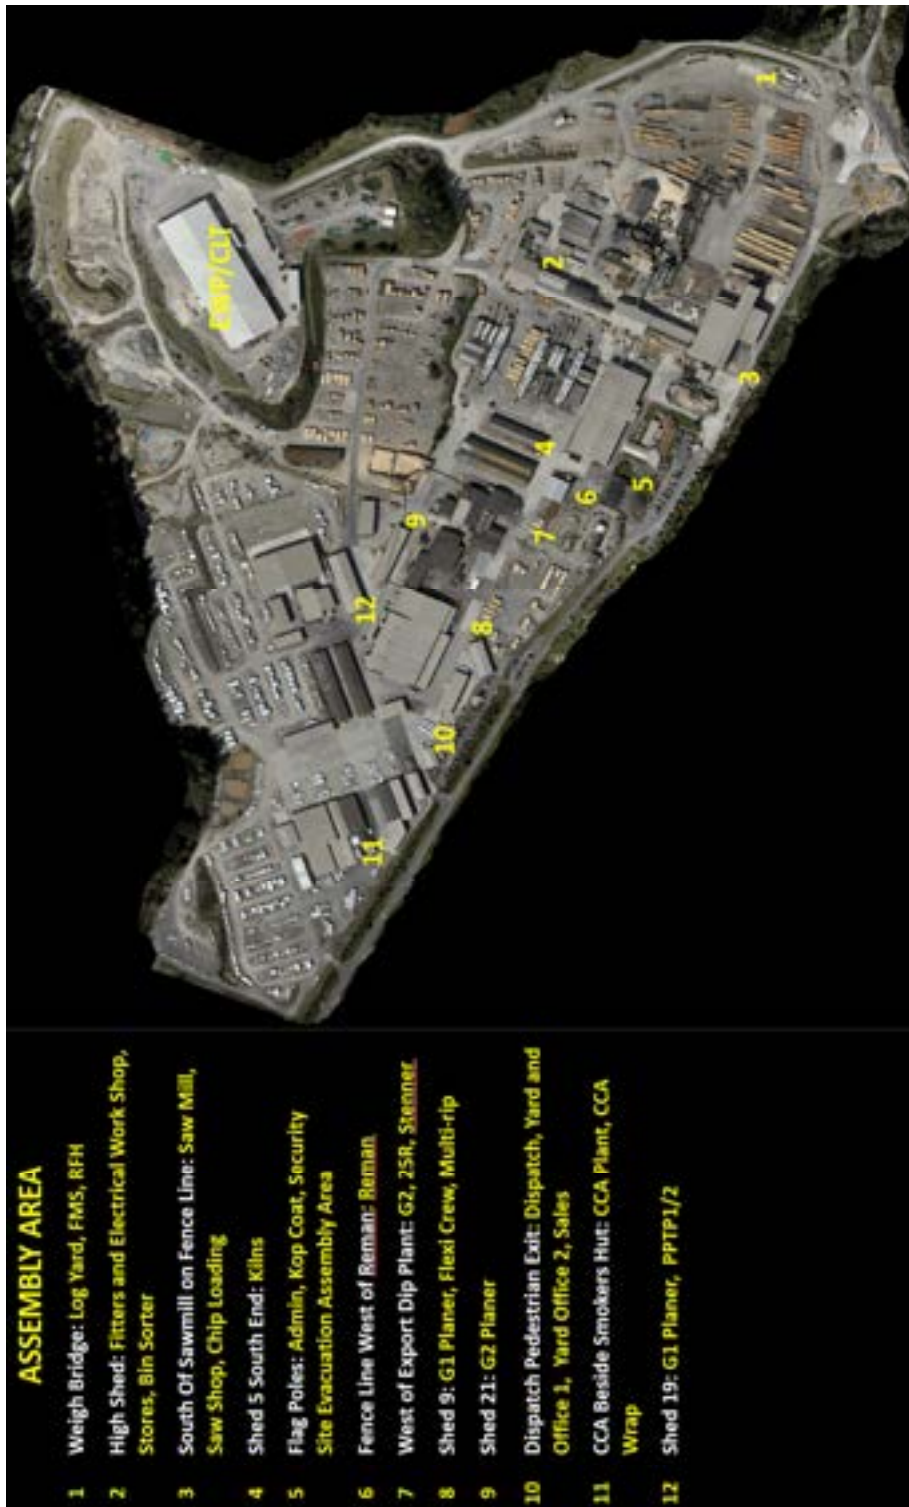 ASSEMBLY AREA
1 Weigh Bridge: Log Yard, FMS, RFH
2 High Shed: Fitters and Electrical Work Shop,
Stores, Bin Sorter
3 South Of Sawmill on Fence Line: Saw Mill,
Saw Shop, Chip Loading
4 Shed 5 South End: Kilns
5 Flag Poles: Admin, Kop Coat, Security
Site Evacuation Assembly Area
6 Fence Line West of Reman: Reman
7 West of Export Dip Plant: G2, 25R, Stenner
8 Shed 9: G1 Planer, Flexi Crew, Multi-rip
9 Shed 21: G2 Planer
10 Dispatch Pedestrian Exit: Dispatch, Yard and
Office 1, Yard Office 2, Sales
11 CCA Beside Smokers Hut: CCA Plant, CCA
Wrap
12 Shed 19: G1 Planer, PPTP1/2
EWP/CLT
1
2
3
4
5
6
7
8
9
10
11
12